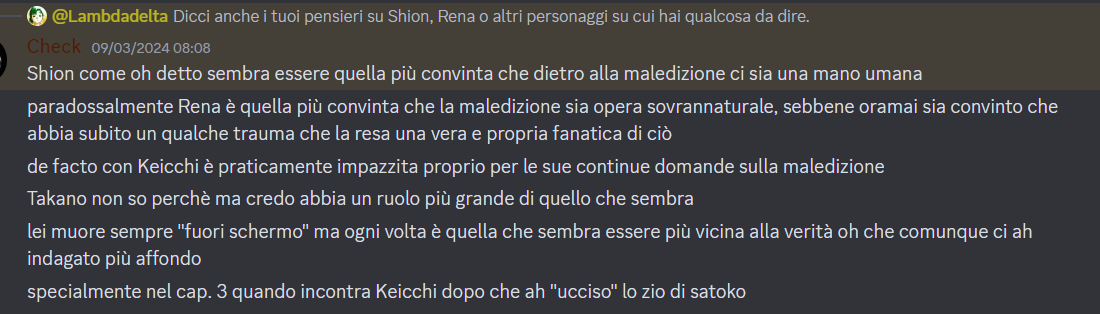 @Lambdadelta Dicci anche i tuoi pensieri su Shion, Rena o altri personaggi su cui hai qualcosa da dire.
Check 09/03/2024 08:08
Shion come oh detto sembra essere quella più convinta che dietro alla maledizione ci sia una mano umana
paradossalmente Rena è quella più convinta che la maledizione sia opera sovrannaturale, sebbene oramai sia convinto che
abbia subito un qualche trauma che la resa una vera e propria fanatica di ciò
de facto con Keicchi è praticamente impazzita proprio per le sue continue domande sulla maledizione
Takano non so perchè ma credo abbia un ruolo più grande di quello che sembra
lei muore sempre "fuori schermo" ma ogni volta è quella che sembra essere più vicina alla verità oh che comunque ci ah
indagato più affondo
specialmente nel cap. 3 quando incontra Keicchi dopo che ah "ucciso" lo zio di satoko